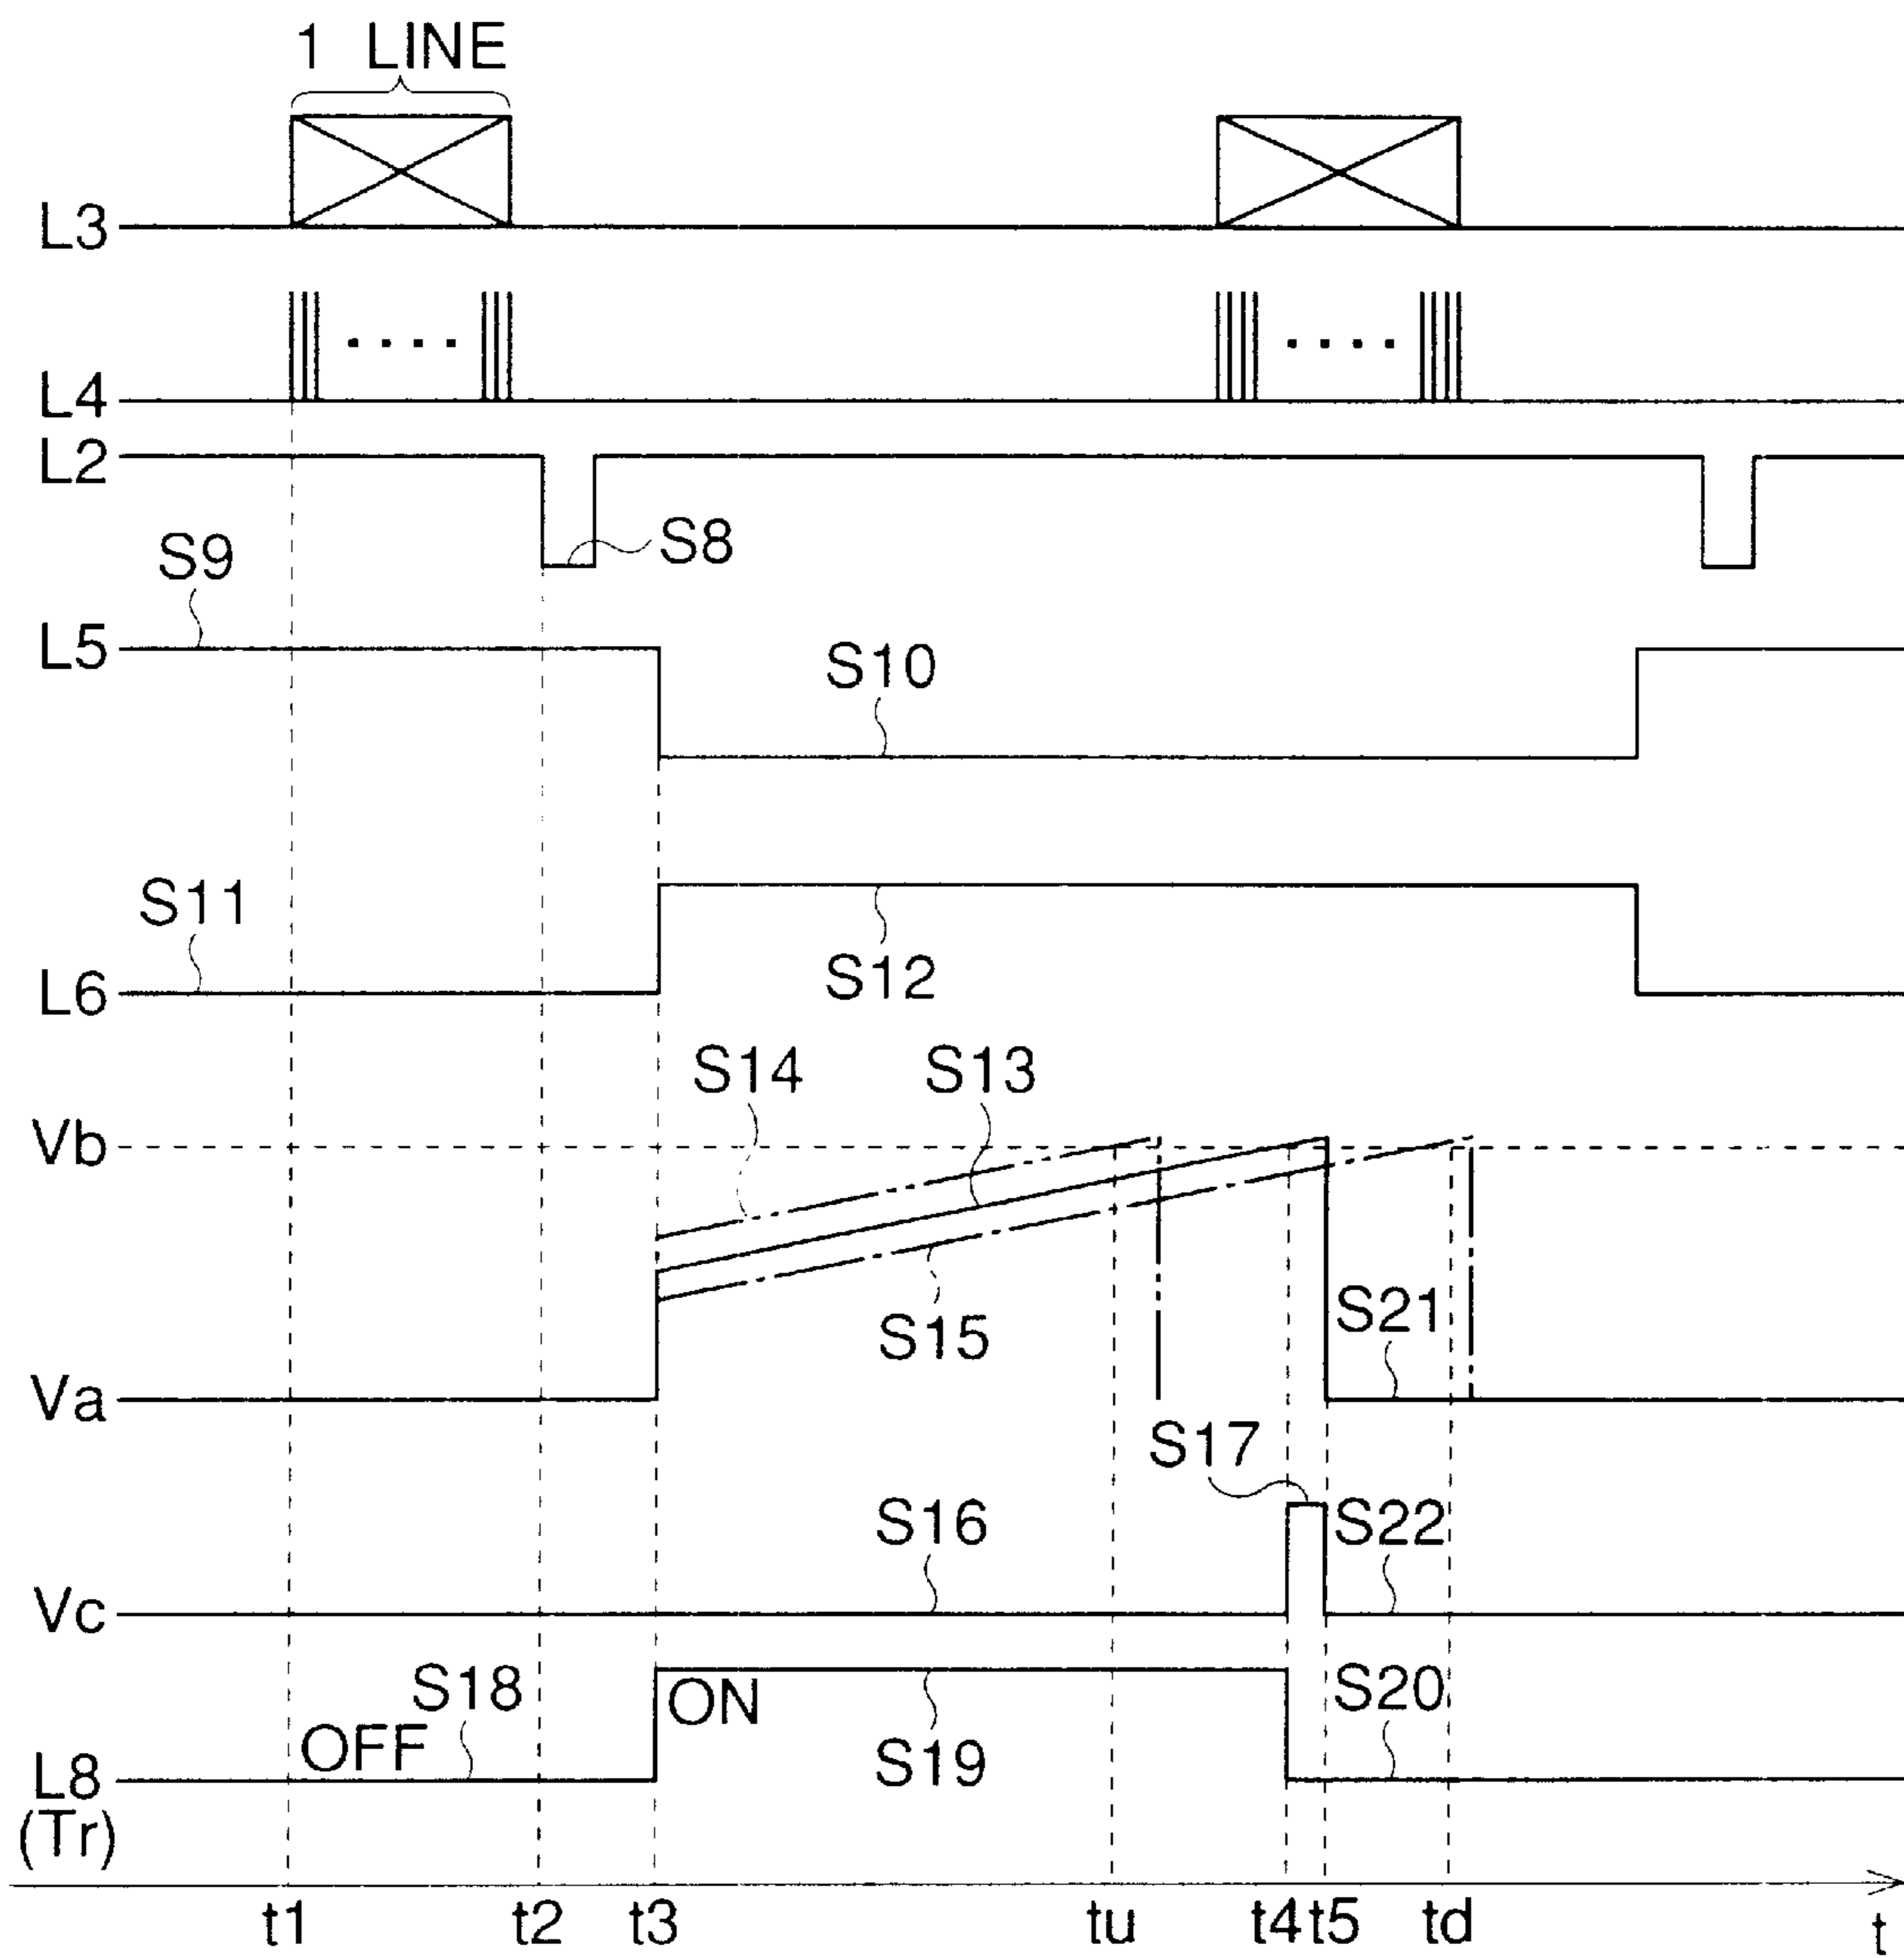 1 LINE
L3
L4
L2
S8
S9
L5
S10
S11
L6
S12
S14
S13
Vb
S15
S21
Va
S17
S16
S22
Vc
S18
ON
S20
OFF
S19
L8
(Tr)
t1
t2
t3
tu
t4
t5
td
t